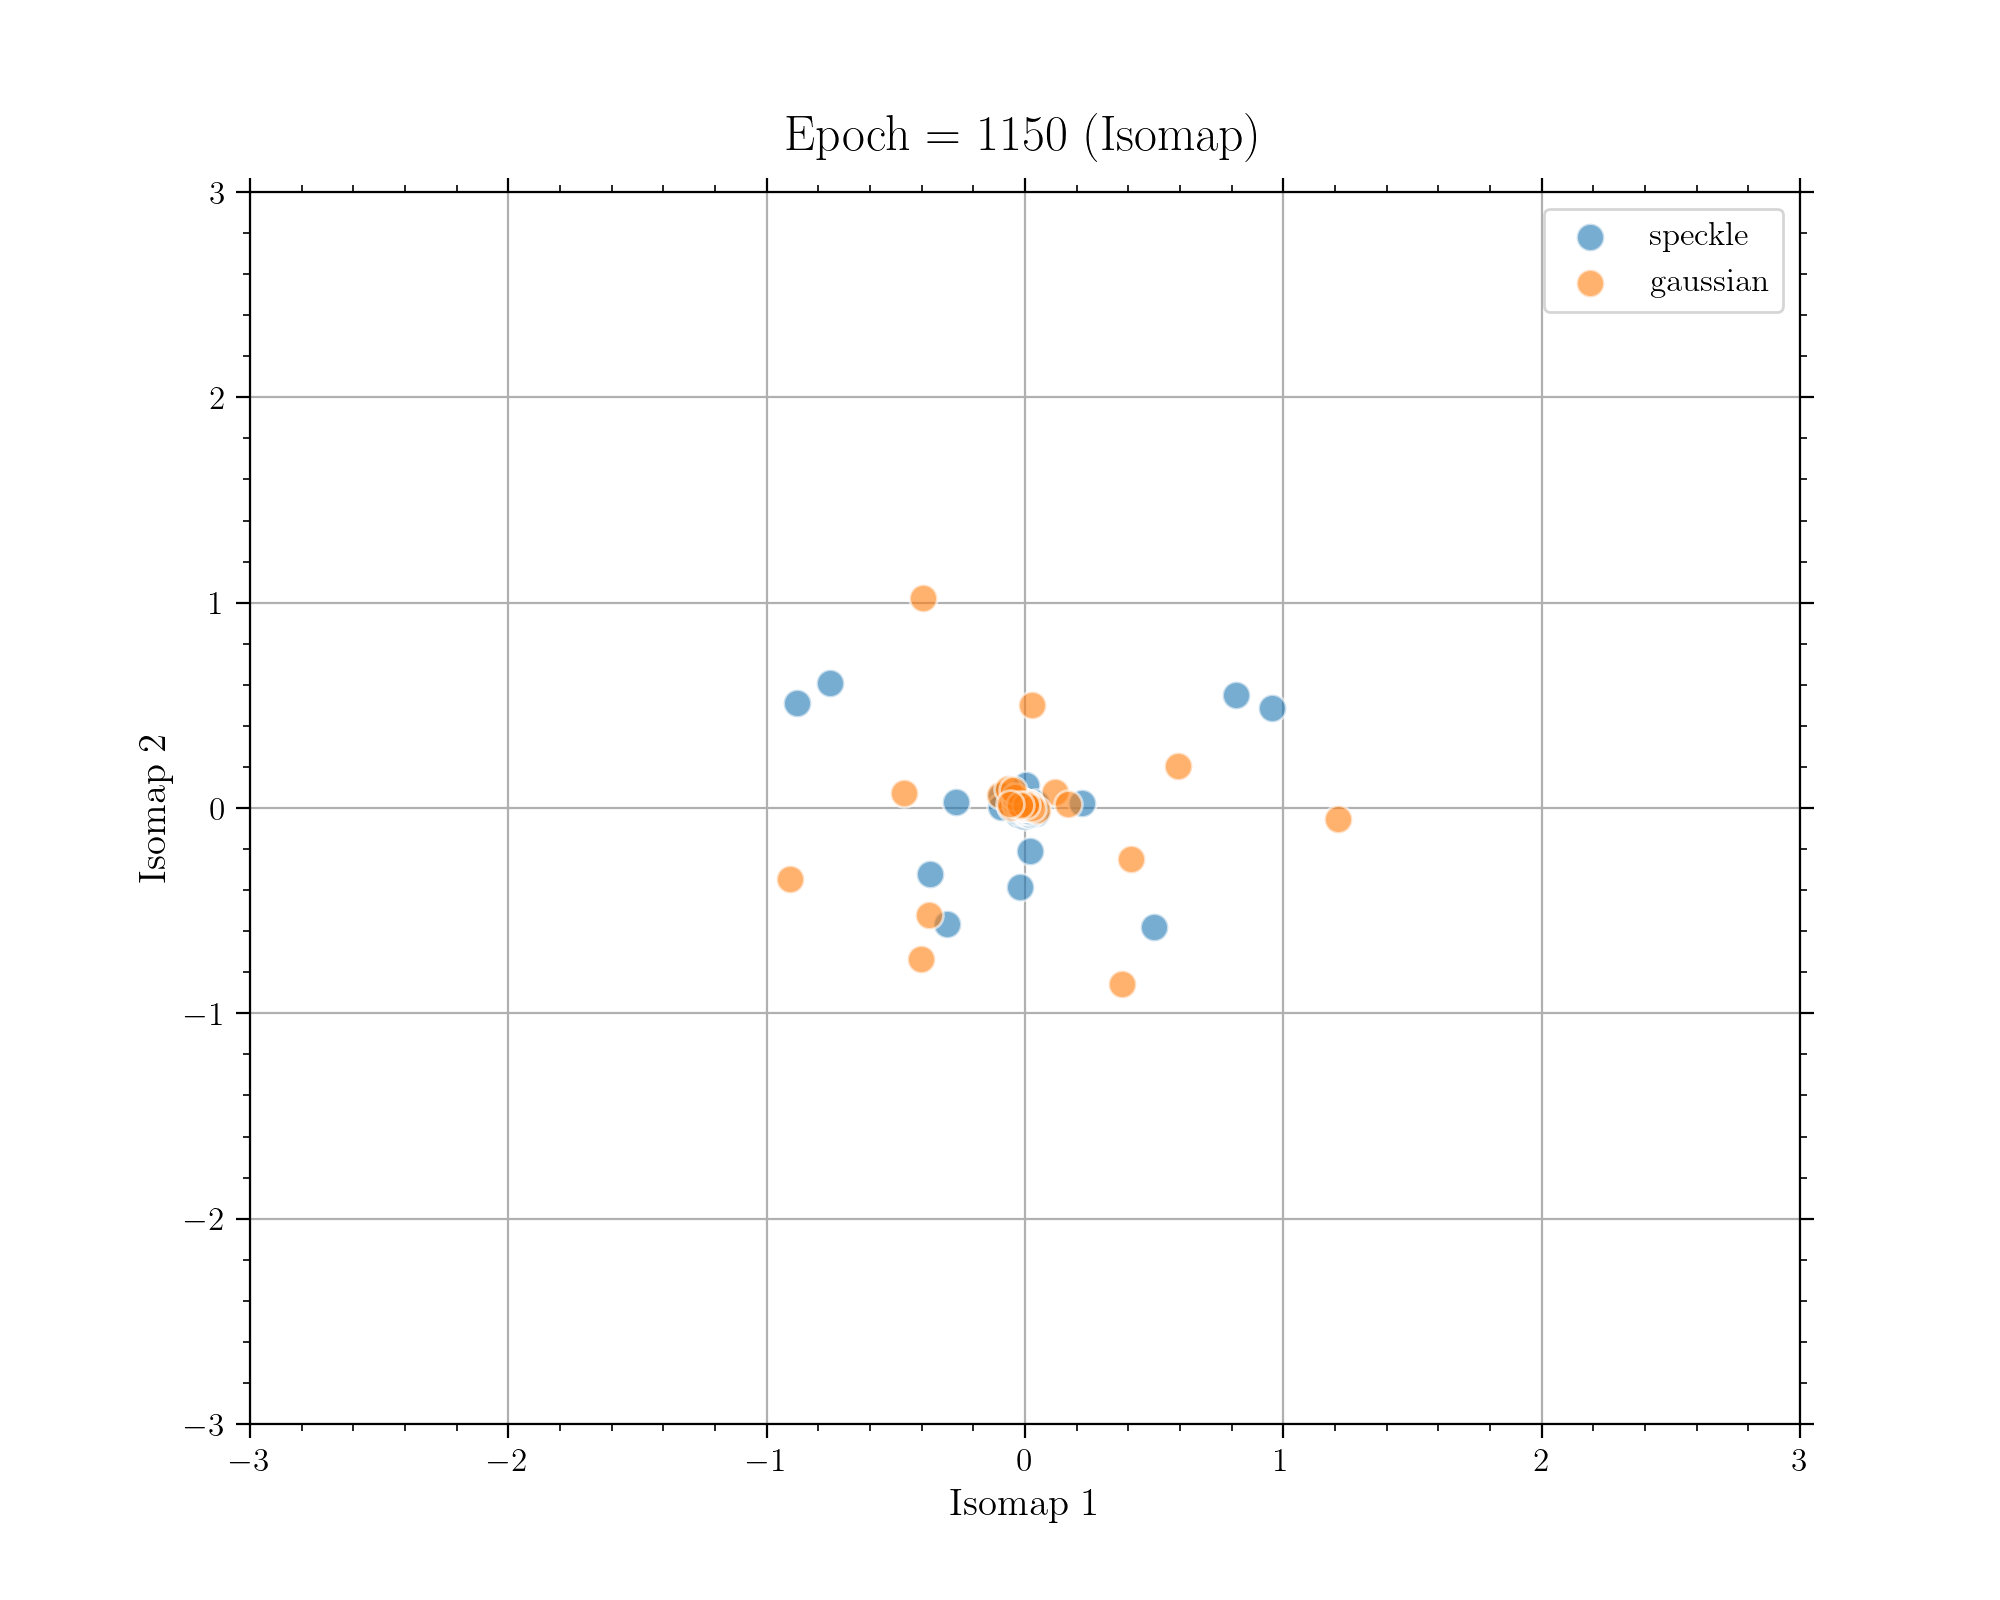 Epoch = 1150 (Isomap)
speckle
gaussian
3
2
1
0
−1
−2
−3
Isomap 2
−3 −2 −1 0 1 2 3
Isomap 1